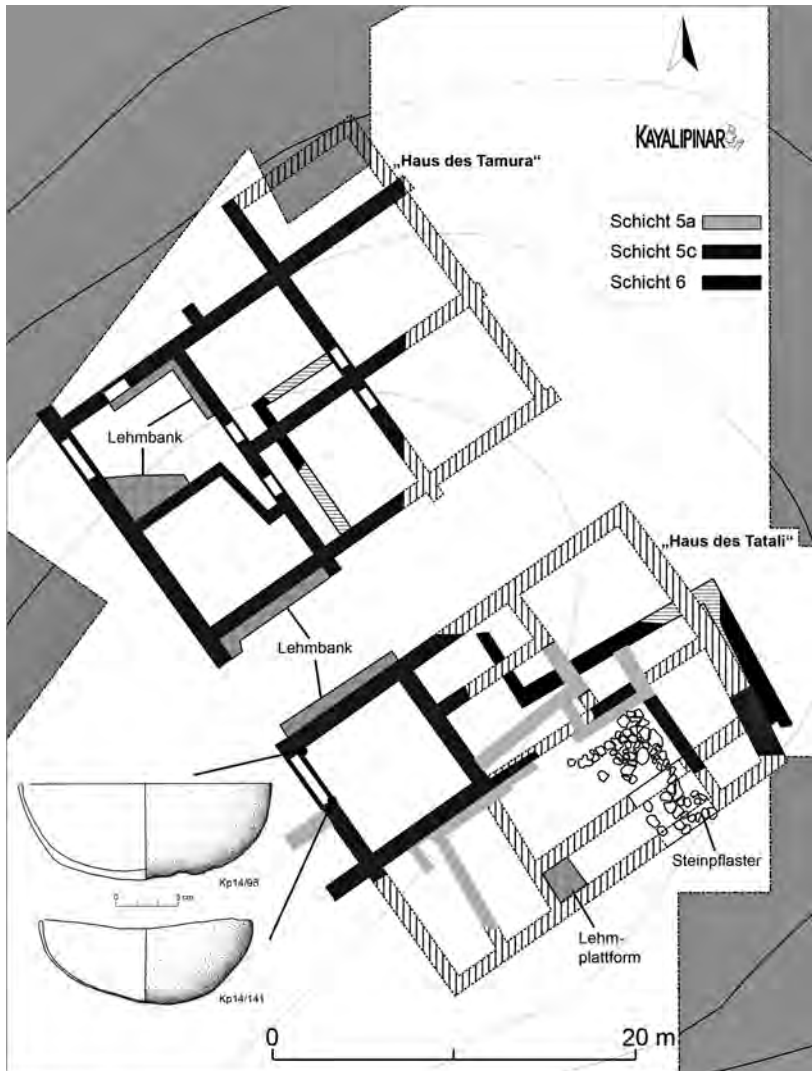 „Haus des Tamura“
KAYALIPINAR
Schicht 5a
Schicht 5c
Schicht 6
Lehmbank
„Haus des Tatali“
Lehmbank
Kp14/98
0 3 cm
Steinpflaster
Lehm-
plattform
Kp14/141
0 20 m